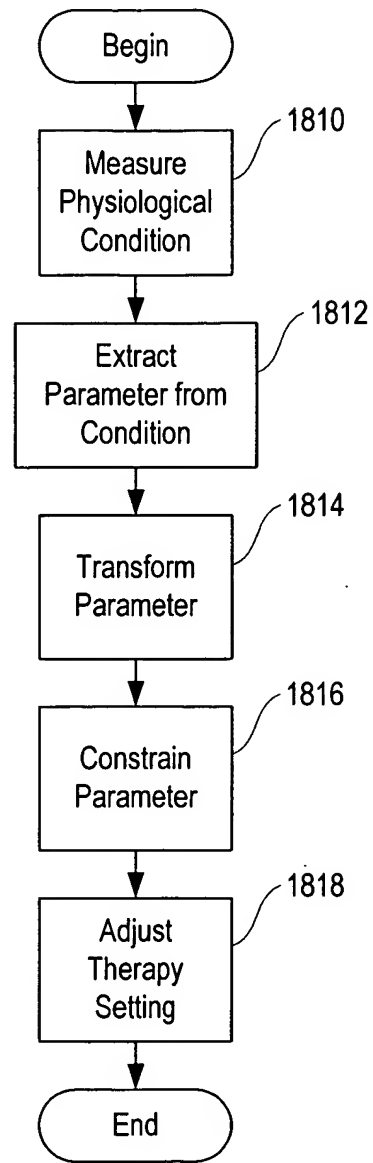 Begin
1810
Measure
Physiological
Condition
1812
Extract
Parameter from
Condition
1814
Transform
Parameter
1816
Constrain
Parameter
1818
Adjust
Therapy
Setting
End